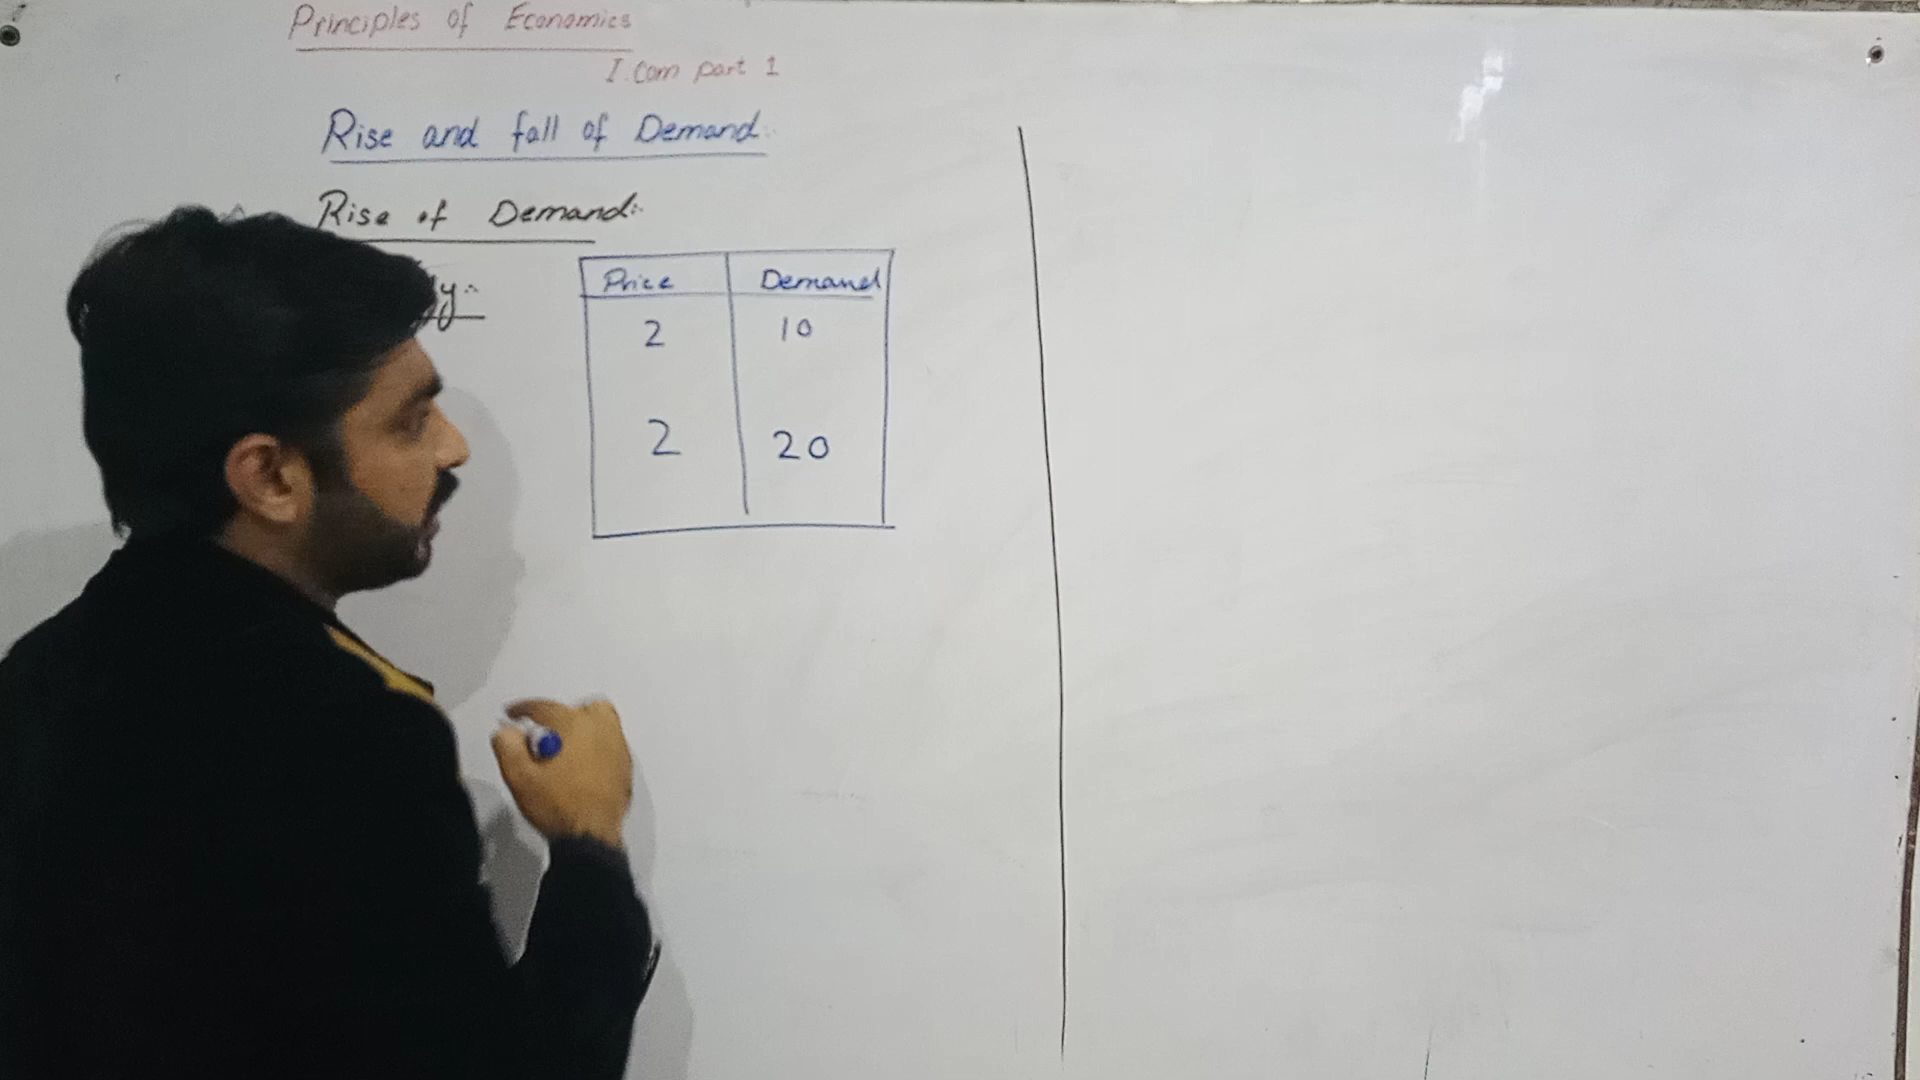 Principles of Economics
I. Com part 1
Rise and fall of Demand:
Rise of Demand:
Price Demand
2 10
2 20